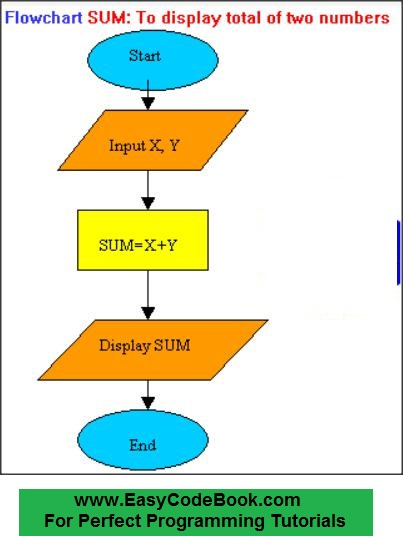 Flowchart SUM: To display total of two numbers
Start
Input X, Y
SUM=X+Y
Display SUM
End
www.EasyCodeBook.com
For Perfect Programming Tutorials